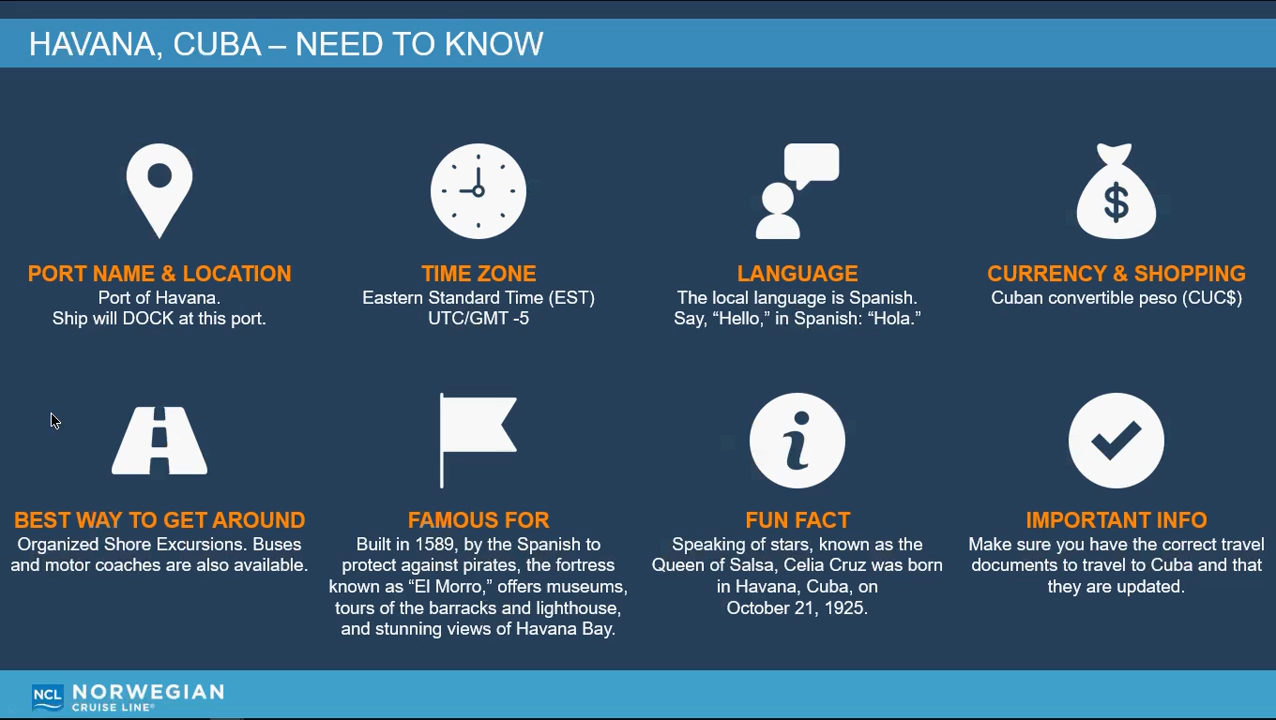 HAVANA, CUBA – NEED TO KNOW
PORT NAME & LOCATION
Port of Havana.
Ship will DOCK at this port.
TIME ZONE
Eastern Standard Time (EST)
UTC/GMT -5
LANGUAGE
The local language is Spanish.
Say, “Hello,” in Spanish: “Hola.”
$
CURRENCY & SHOPPING
Cuban convertible peso (CUC$)
BEST WAY TO GET AROUND
Organized Shore Excursions. Buses
and motor coaches are also available.
FAMOUS FOR
Built in 1589, by the Spanish to
protect against pirates, the fortress
known as “El Morro,” offers museums,
tours of the barracks and lighthouse,
and stunning views of Havana Bay.
i
FUN FACT
Speaking of stars, known as the
Queen of Salsa, Celia Cruz was born
in Havana, Cuba, on
October 21, 1925.
IMPORTANT INFO
Make sure you have the correct travel
documents to travel to Cuba and that
they are updated.
NCL NORWEGIAN
CRUISE LINE®